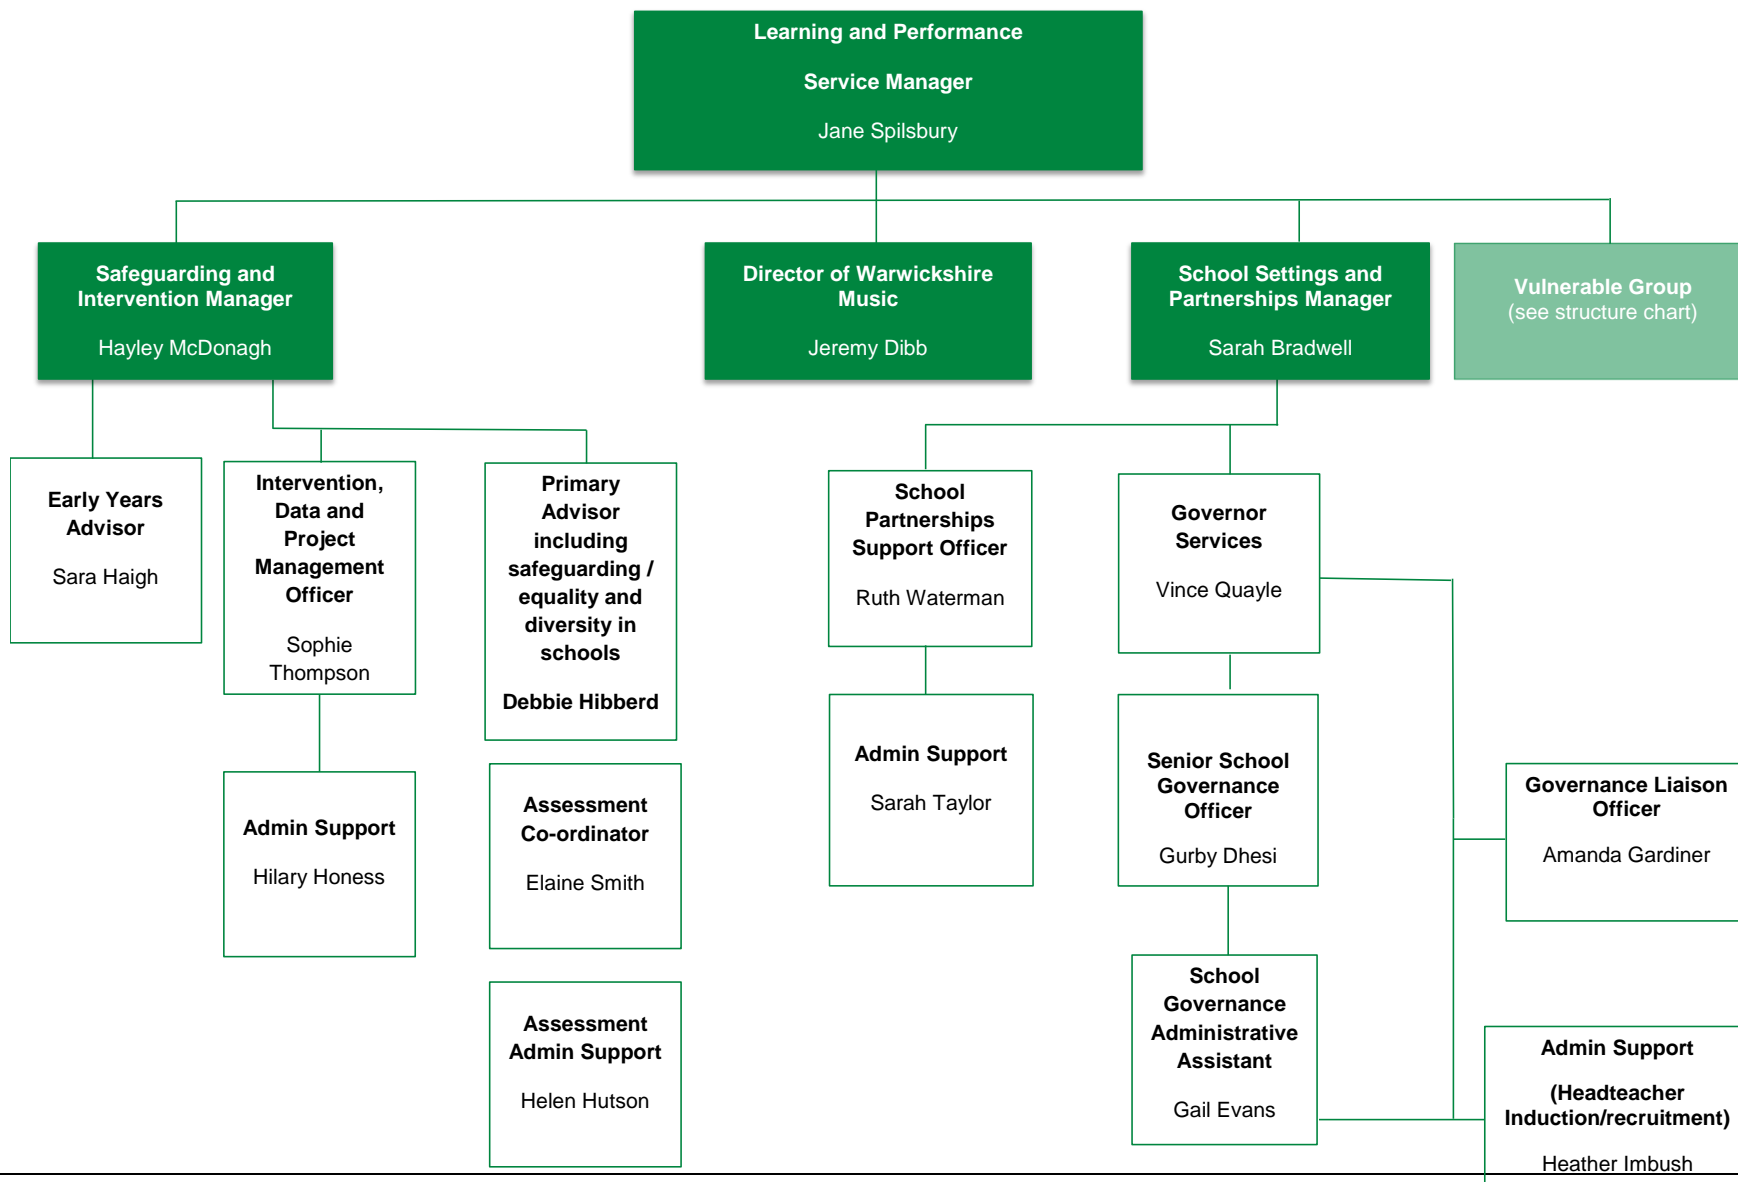 Learning and Performance
Service Manager
Jane Spilsbury
Safeguarding and
Intervention Manager
Hayley McDonagh
Director of Warwickshire
Music
Jeremy Dibb
School Settings and
Partnerships Manager
Sarah Bradwell
Vulnerable Group
(see structure chart)
Early Years
Advisor
Sara Haigh
Intervention,
Data and
Project
Management
Officer
Sophie
Thompson
Primary
Advisor
including
safeguarding /
equality and
diversity in
schools
Debbie Hibberd
School
Partnerships
Support Officer
Ruth Waterman
Governor
Services
Vince Quayle
Admin Support
Hilary Honess
Assessment
Co-ordinator
Elaine Smith
Admin Support
Sarah Taylor
Senior School
Governance
Officer
Gurby Dhesi
Governance Liaison
Officer
Amanda Gardiner
Assessment
Admin Support
Helen Hutson
School
Governance
Administrative
Assistant
Gail Evans
Admin Support
(Headteacher
Induction/recruitment)
Heather Imbush